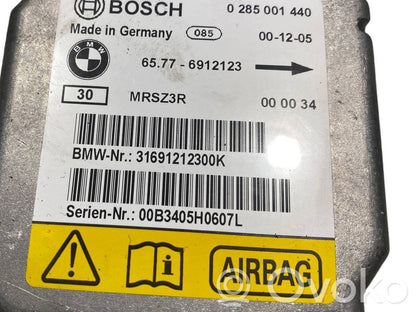 BOSCH 0 285 001 440
Made in Germany 085 00-12-05
BMW 65.77 - 6912123
30 MRSZ3R 00 00 34
BMW-Nr.: 31691212300K
Serien-Nr.: 00B3405H0607L
! i AIRBAG
Ovoko